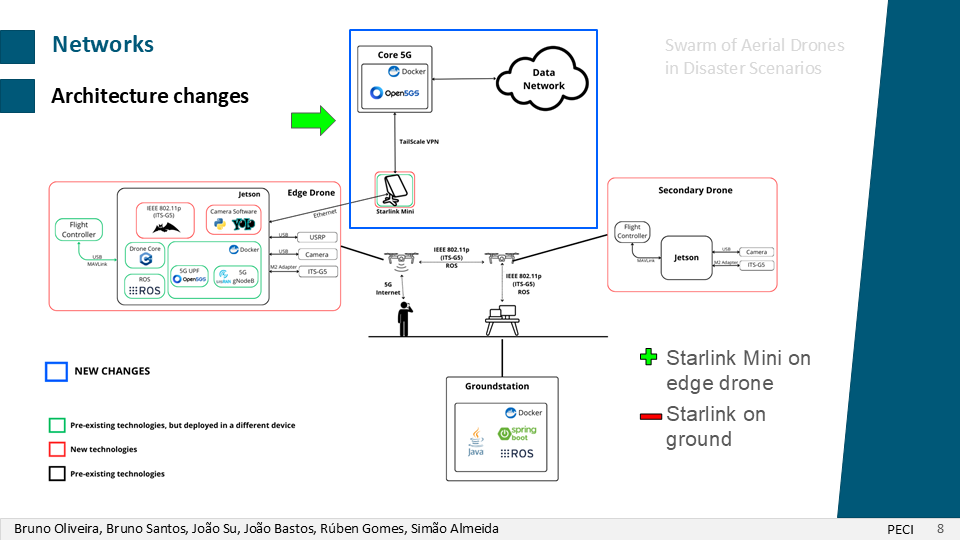 Networks
Architecture changes
Swarm of Aerial Drones
in Disaster Scenarios
Core 5G
Docker
Open5GS
Data
Network
TailScale VPN
Starlink Mini
Ethernet
Edge Drone
Jetson
IEEE 802.11p
(ITS-G5)
Camera Software
YOLO
Flight
Controller
USB
MAVLink
Drone Core
ROS
ROS
Docker
5G UPF
Open5GS
5G
gNodeB
USB
USRP
USB
Camera
M2 Adapter
ITS-G5
IEEE 802.11p
(ITS-G5)
ROS
5G
Internet
IEEE 802.11p
(ITS-G5)
ROS
Secondary Drone
Flight
Controller
MAVLink
Jetson
USB
Camera
M2 Adapter
ITS-G5
Groundstation
Docker
Java
spring
boot
ROS
NEW CHANGES
Pre-existing technologies, but deployed in a different device
New technologies
Pre-existing technologies
Starlink Mini on
edge drone
Starlink on
ground
Bruno Oliveira, Bruno Santos, João Su, João Bastos, Rúben Gomes, Simão Almeida
PECI
8